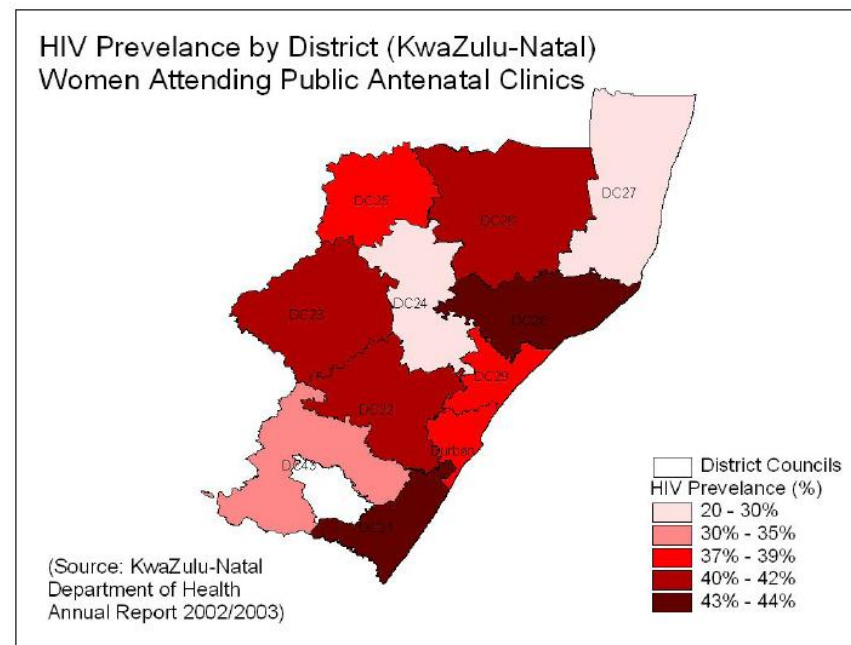 HIV Prevelance by District (KwaZulu-Natal)
Women Attending Public Antenatal Clinics
DC25
DC26
DC27
DC24
DC23
DC28
DC29
DC22
Durban
DC43
DC21
District Councils
HIV Prevelance (%)
20 - 30%
30% - 35%
37% - 39%
40% - 42%
43% - 44%
(Source: KwaZulu-Natal
Department of Health
Annual Report 2002/2003)